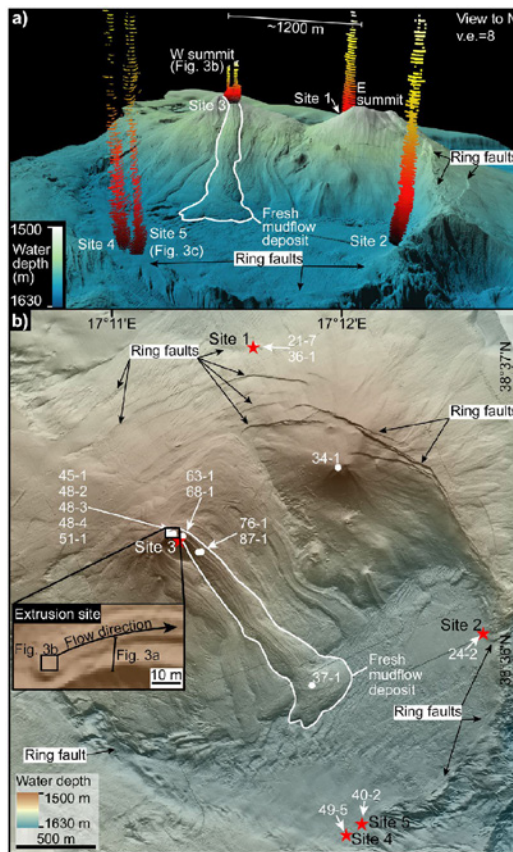 a)
~1200 m
View to N
v.e.=8
W summit
(Fig. 3b)
Site 3
Site 1
E
summit
Ring faults
1500
Water depth
(m)
1630
Site 4
Site 5
(Fig. 3c)
Fresh
mudflow
deposit
Site 2
Ring faults
b)
17°11'
17°12'
38°37'N
Site 1
21-7
36-1
Ring faults
Ring faults
34-1
45-1
48-2
48-3
48-4
51-1
63-1
68-1
76-1
87-1
Site 3
Extrusion site
Flow direction
Fig. 3b
Fig. 3a
10 m
Site 2
24-2
38°36'N
Fresh
mudflow
deposit
37-1
Ring faults
Ring fault
Water depth
1500 m
1630 m
500 m
40-2
49-5
Site 5
Site 4